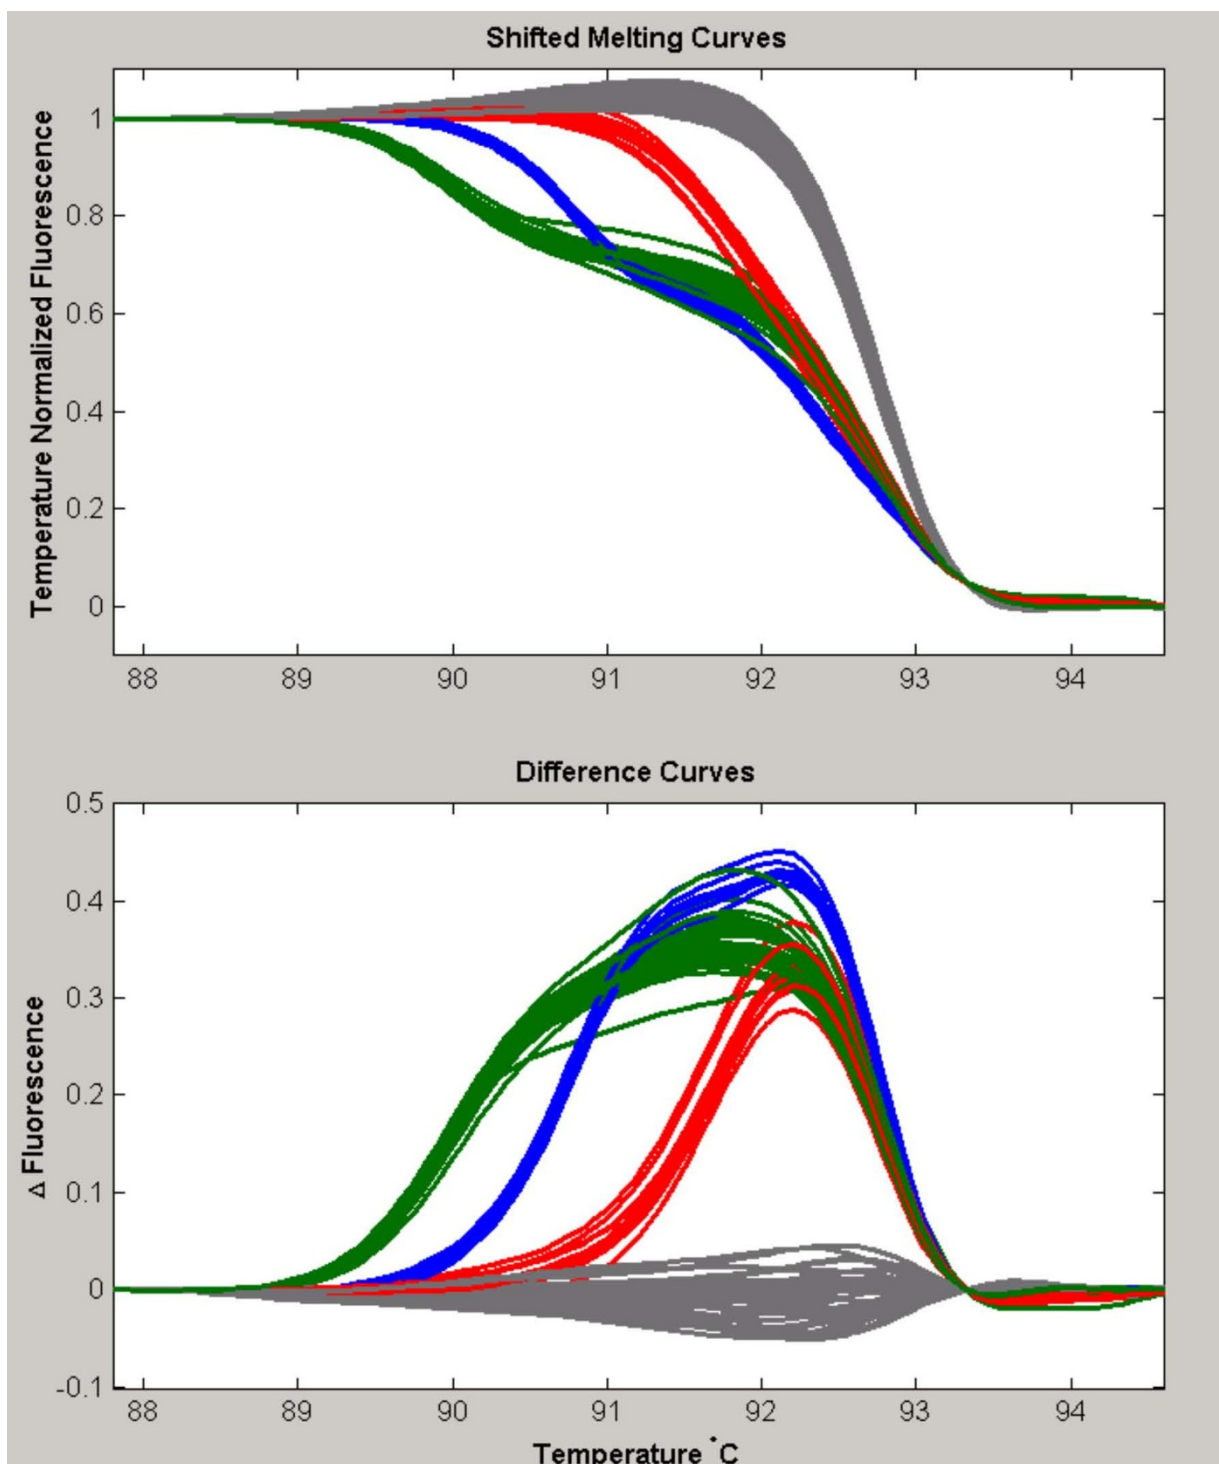 Shifted Melting Curves
Temperature Normalized Fluorescence
1
0.8
0.6
0.4
0.2
0
88 89 90 91 92 93 94
Difference Curves
Δ Fluorescence
0.5
0.4
0.3
0.2
0.1
0
-0.1
88 89 90 91 92 93 94
Temperature °C